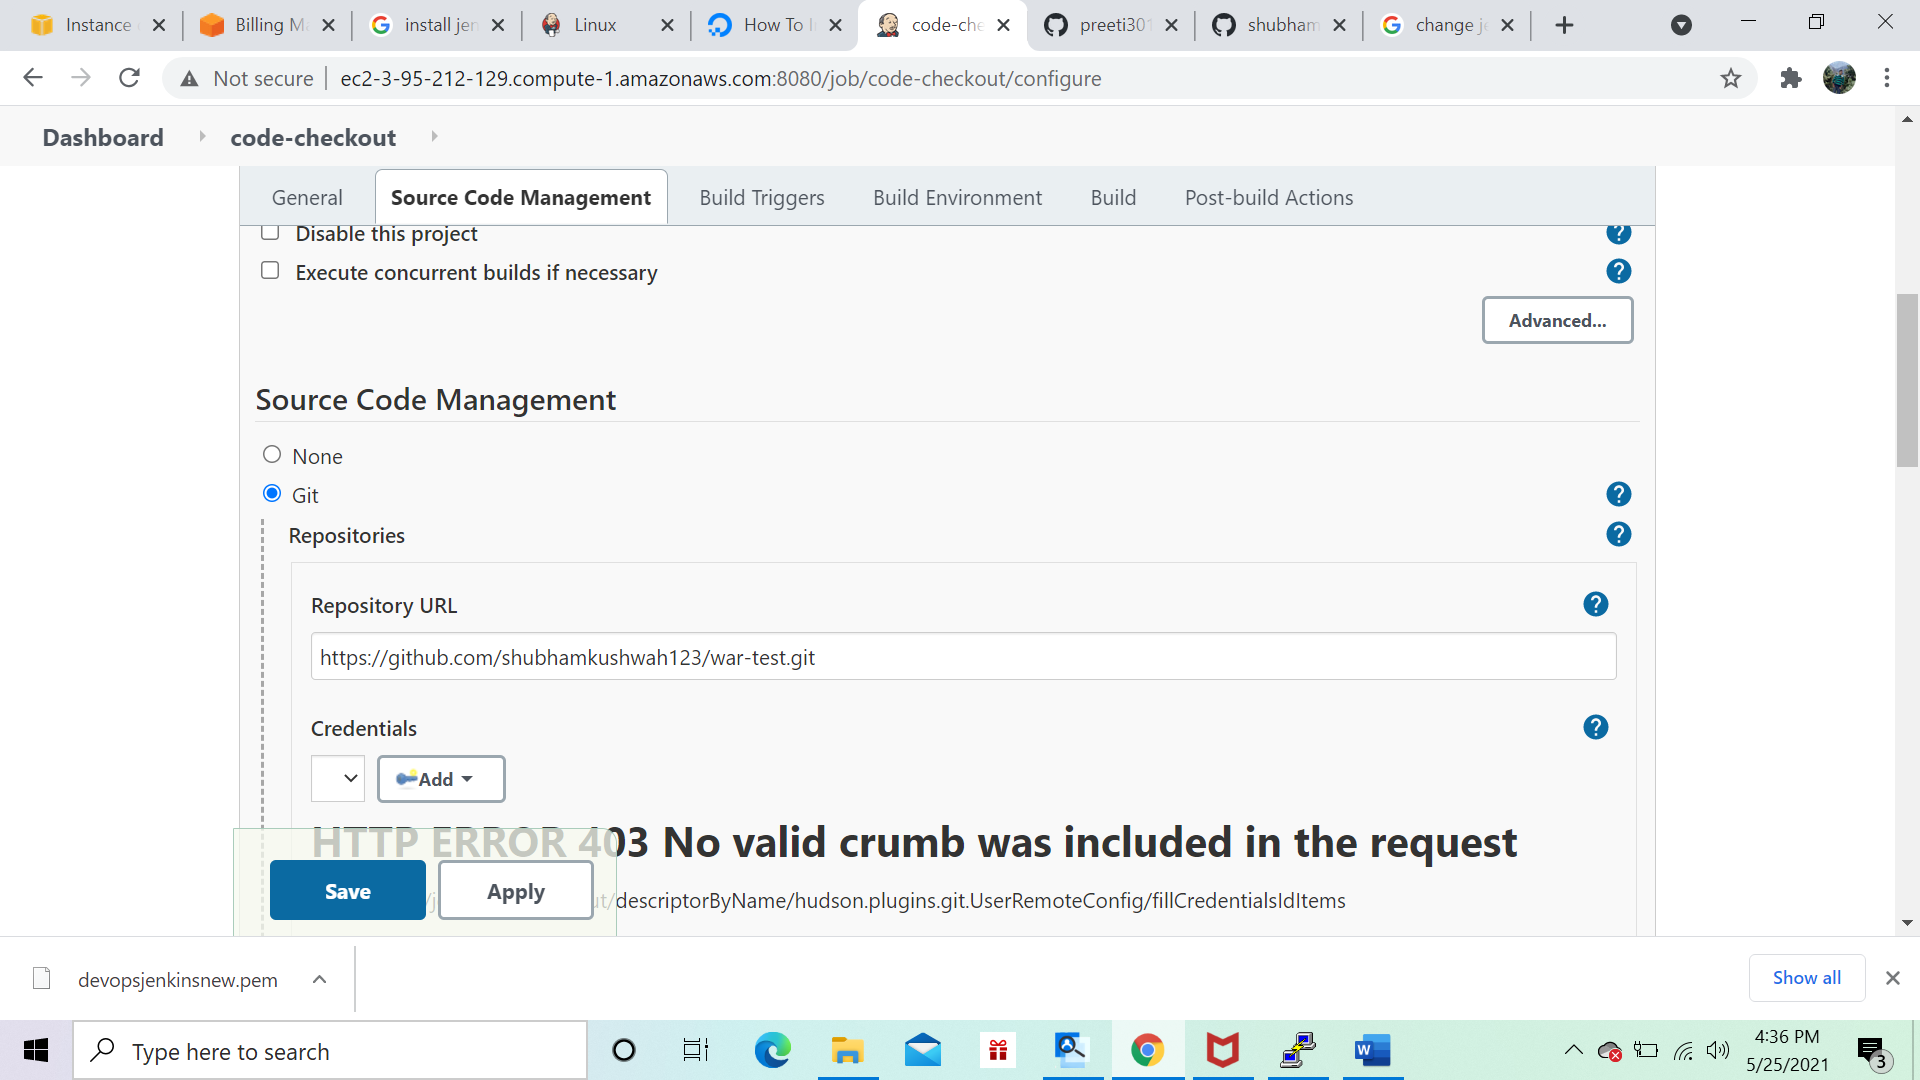 Instance
Billing Ma
install jen
Linux
How To I
code-che
preeti301
shubham
change je
Not secure
ec2-3-95-212-129.compute-1.amazonaws.com:8080/job/code-checkout/configure
Dashboard
code-checkout
General
Source Code Management
Build Triggers
Build Environment
Build
Post-build Actions
Disable this project
Execute concurrent builds if necessary
Advanced...
Source Code Management
None
Git
Repositories
Repository URL
https://github.com/shubhamkushwah123/war-test.git
Credentials
Add
HTTP ERROR 403 No valid crumb was included in the request
ut/descriptorByName/hudson.plugins.git.UserRemoteConfig/fillCredentialsIdItems
Save
Apply
devopsjenkinsnew.pem
Show all
Type here to search
4:36 PM
5/25/2021
3